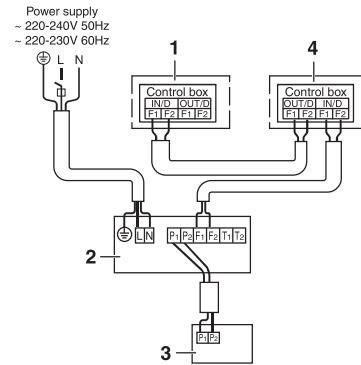 Power supply
~ 220-240V 50Hz
~ 220-230V 60Hz
L N
1
4
Control box
IN/D OUT/D
F1 F2 F1 F2
Control box
OUT/D IN/D
F1 F2 F1 F2
2
L N
P1 P2 F1 F2 T1 T2
3
P1 P2